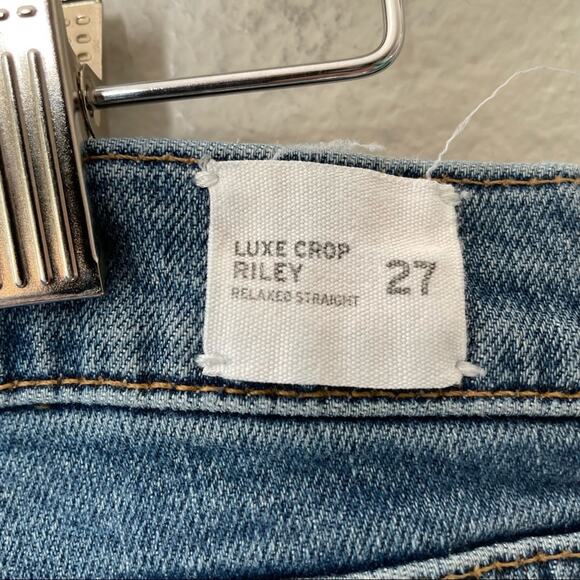 LUXE CROP
RILEY
RELAXED STRAIGHT
27